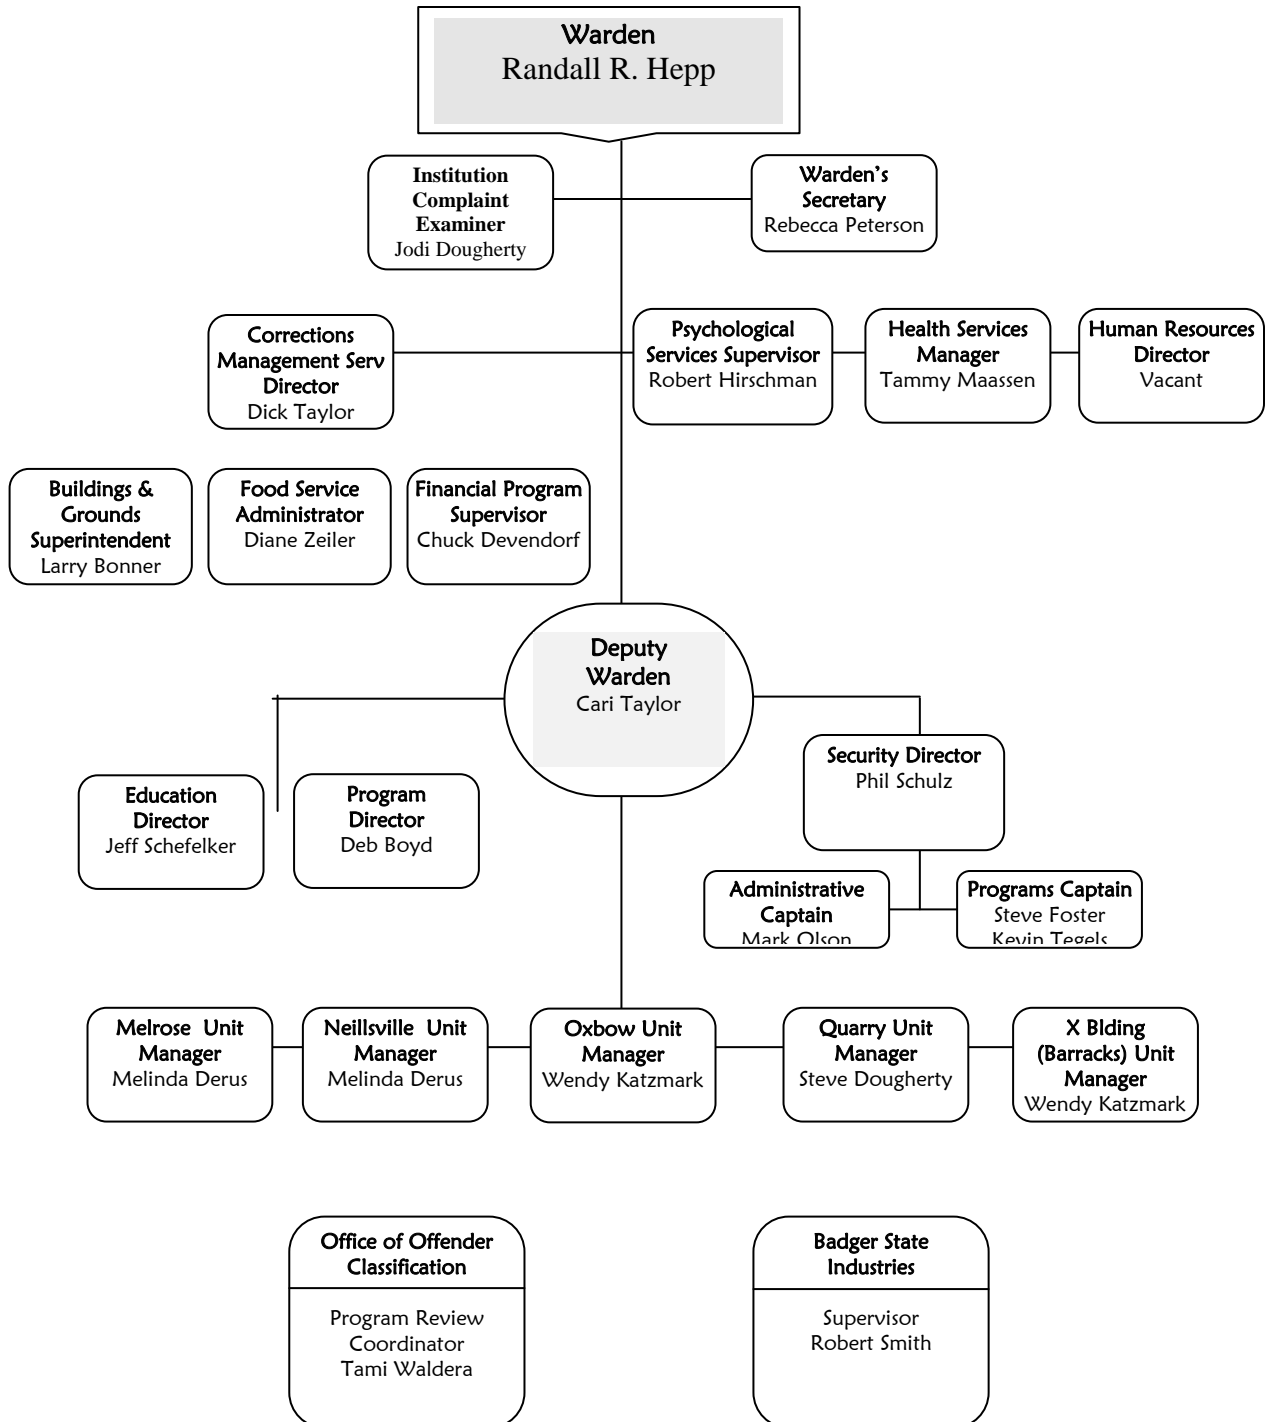 Warden
Randall R. Hepp
Institution
Complaint
Examiner
Jodi Dougherty
Warden's
Secretary
Rebecca Peterson
Corrections
Management Serv
Director
Dick Taylor
Psychological
Services Supervisor
Robert Hirschman
Health Services
Manager
Tammy Maassen
Human Resources
Director
Vacant
Buildings &
Grounds
Superintendent
Larry Bonner
Food Service
Administrator
Diane Zeiler
Financial Program
Supervisor
Chuck Devendorf
Deputy
Warden
Cari Taylor
Security Director
Phil Schulz
Education
Director
Jeff Schefelker
Program
Director
Deb Boyd
Administrative
Captain
Mark Olson
Programs Captain
Steve Foster
Kevin Tegels
Melrose Unit
Manager
Melinda Derus
Neillsville Unit
Manager
Melinda Derus
Oxbow Unit
Manager
Wendy Katzmark
Quarry Unit
Manager
Steve Dougherty
X Blding
(Barracks) Unit
Manager
Wendy Katzmark
Office of Offender
Classification
Program Review
Coordinator
Tami Waldera
Badger State
Industries
Supervisor
Robert Smith